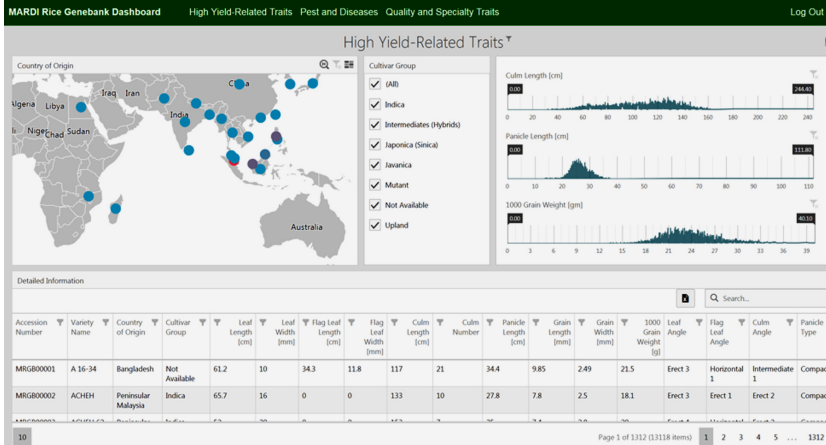 MARDI Rice Genebank Dashboard High Yield-Related Traits Pest and Diseases Quality and Specialty Traits Log Out
High Yield-Related Traits
Country of Origin
Algeria Libya Iraq Iran China
India
Niger Chad Sudan
Australia
Cultivar Group
(All)
Indica
Intermediates (Hybrids)
Japonica (Sinica)
Javanica
Mutant
Not Available
Upland
Culm Length [cm]
0.00 244.40
0 20 40 60 80 100 120 140 160 180 200 220 240
Panicle Length [cm]
0.00 111.80
0 10 20 30 40 50 60 70 80 90 100 110
1000 Grain Weight [gm]
0.00 40.10
0 3 6 9 12 15 18 21 24 27 30 33 36 39
Detailed Information
Search...
Accession Number Variety Name Country of Origin Cultivar Group Leaf Length [cm] Leaf Width [mm] Flag Leaf Length [cm] Flag Leaf Width [mm] Culm Length [cm] Culm Number Panicle Length [cm] Grain Length [mm] Grain Width [mm] 1000 Grain Weight [g] Leaf Angle Flag Leaf Angle Culm Angle Panicle Type
MRGB00001 A 16-34 Bangladesh Not Available 61.2 10 34.3 11.8 117 21 34.4 9.85 2.49 21.5 Erect 3 Horizontal 1 Intermediate 1 Compac
MRGB00002 ACHEH Peninsular Malaysia Indica 65.7 16 0 0 133 10 27.8 7.8 2.5 18.1 Erect 3 Erect 1 Erect 2 Compac
10 Page 1 of 1312 (13118 items) 1 2 3 4 5 ... 1312